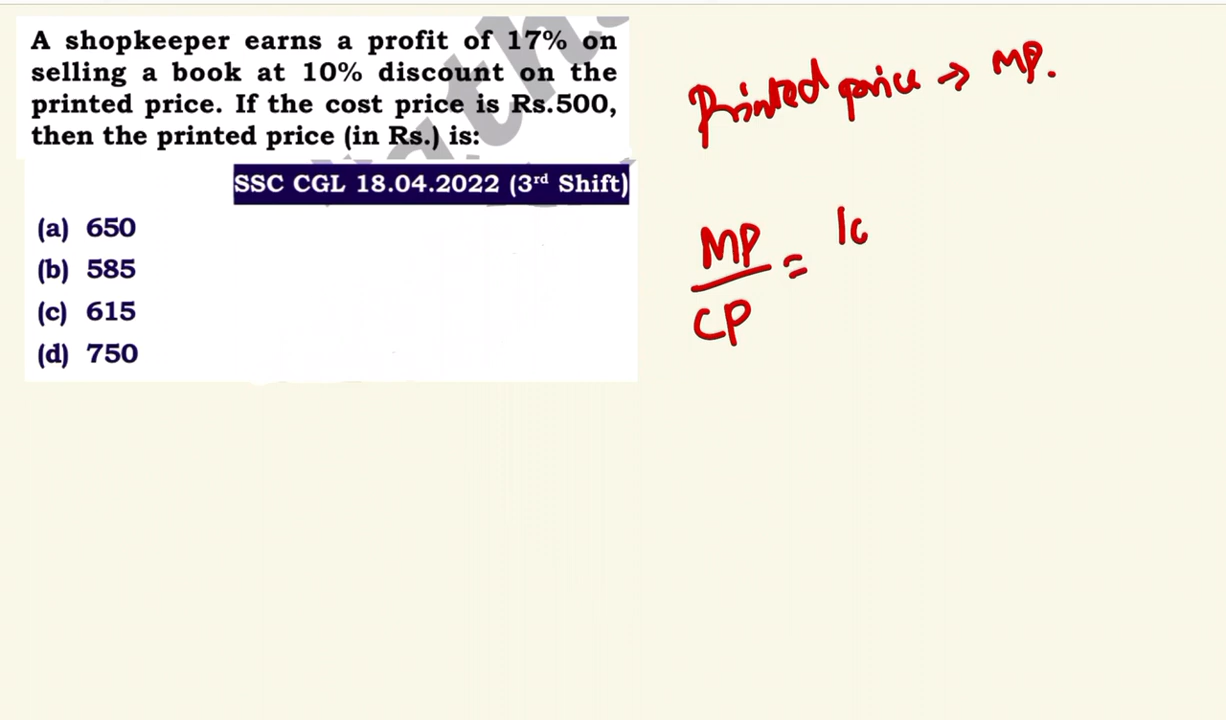 A shopkeeper earns a profit of 17% on
selling a book at 10% discount on the
printed price. If the cost price is Rs.500,
then the printed price (in Rs.) is:
SSC CGL 18.04.2022 (3rd Shift)
(a) 650
(b) 585
(c) 615
(d) 750
Printed price → MP.
MP
CP
=